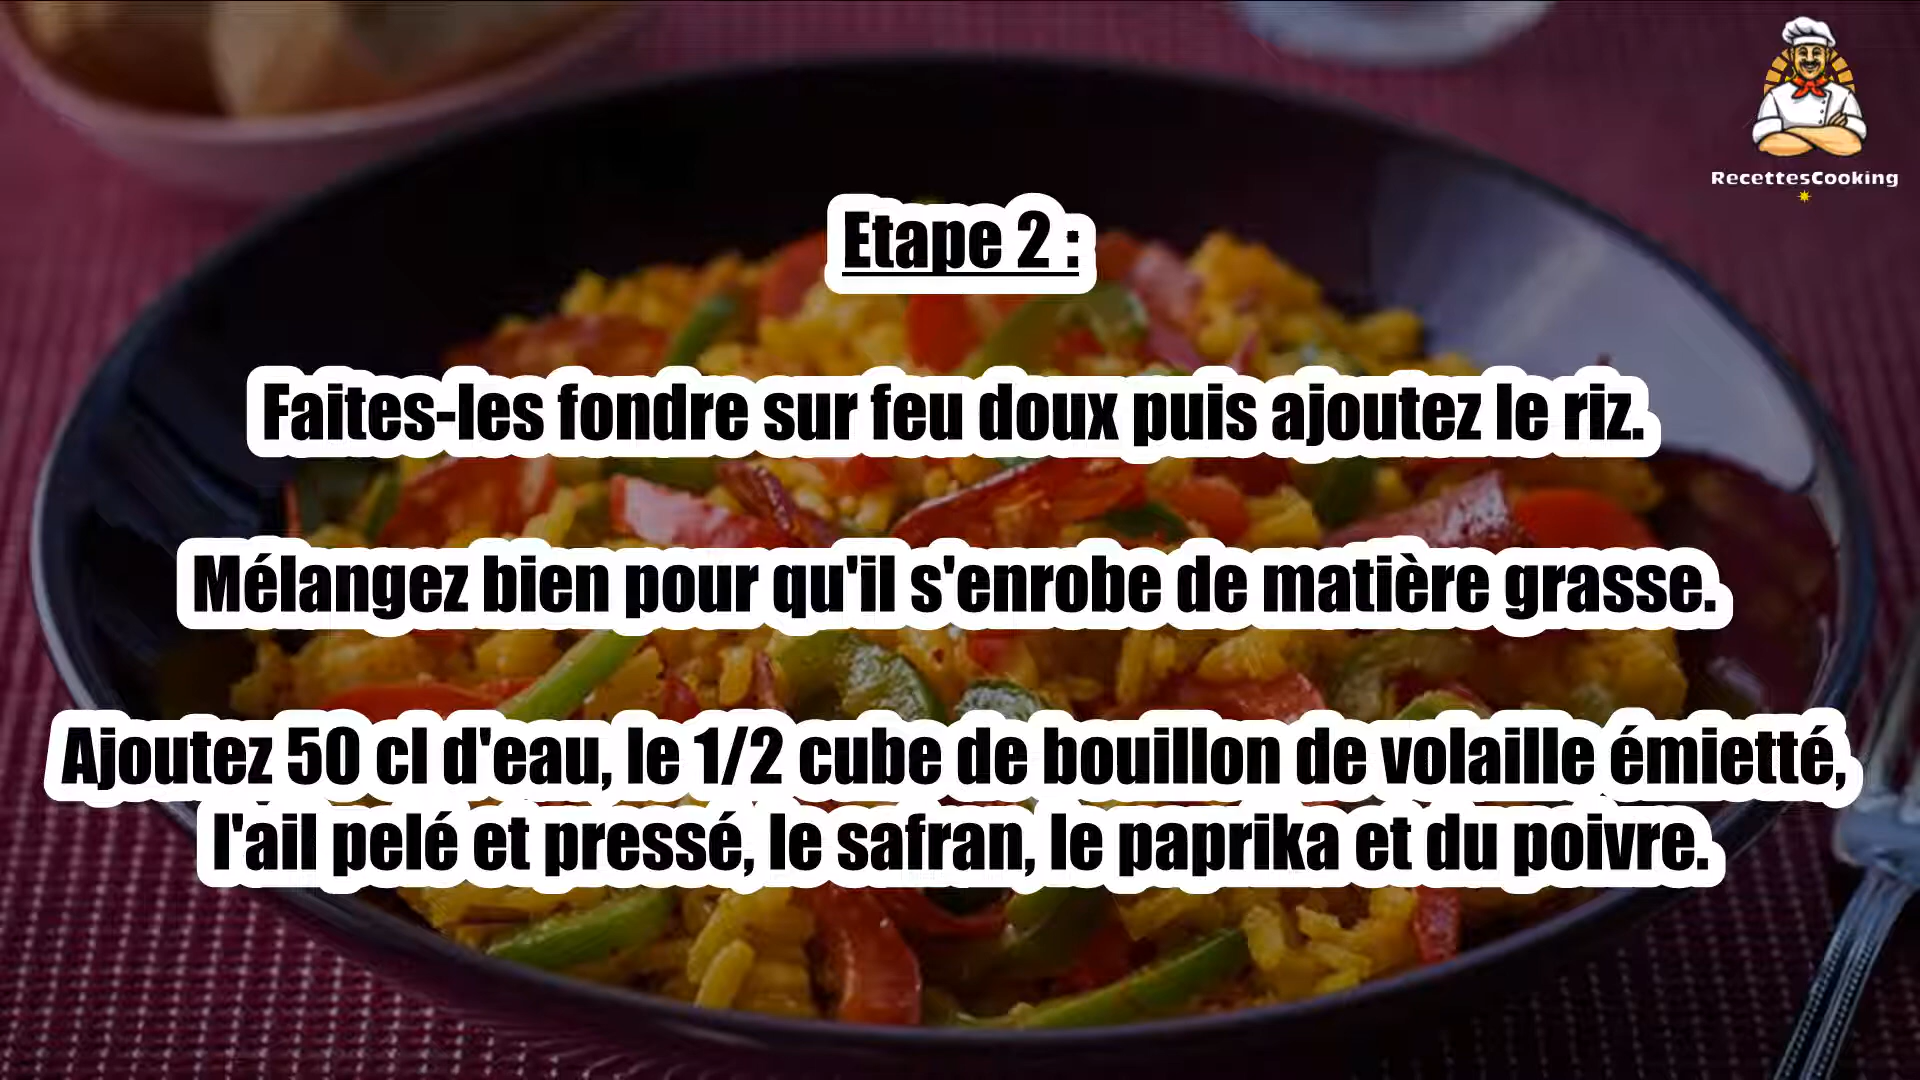 RecettesCooking
Etape 2 :
Faites-les fondre sur feu doux puis ajoutez le riz.
Mélangez bien pour qu'il s'enrobe de matière grasse.
Ajoutez 50 cl d'eau, le 1/2 cube de bouillon de volaille émietté,
l'ail pelé et pressé, le safran, le paprika et du poivre.